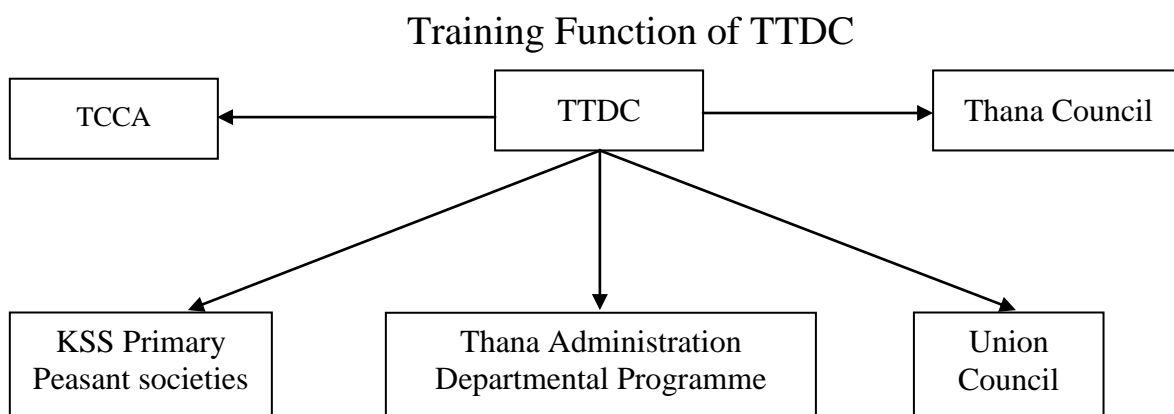 Training Function of TTDC
TCCA
TTDC
Thana Council
KSS Primary
Peasant societies
Thana Administration
Departmental Programme
Union
Council